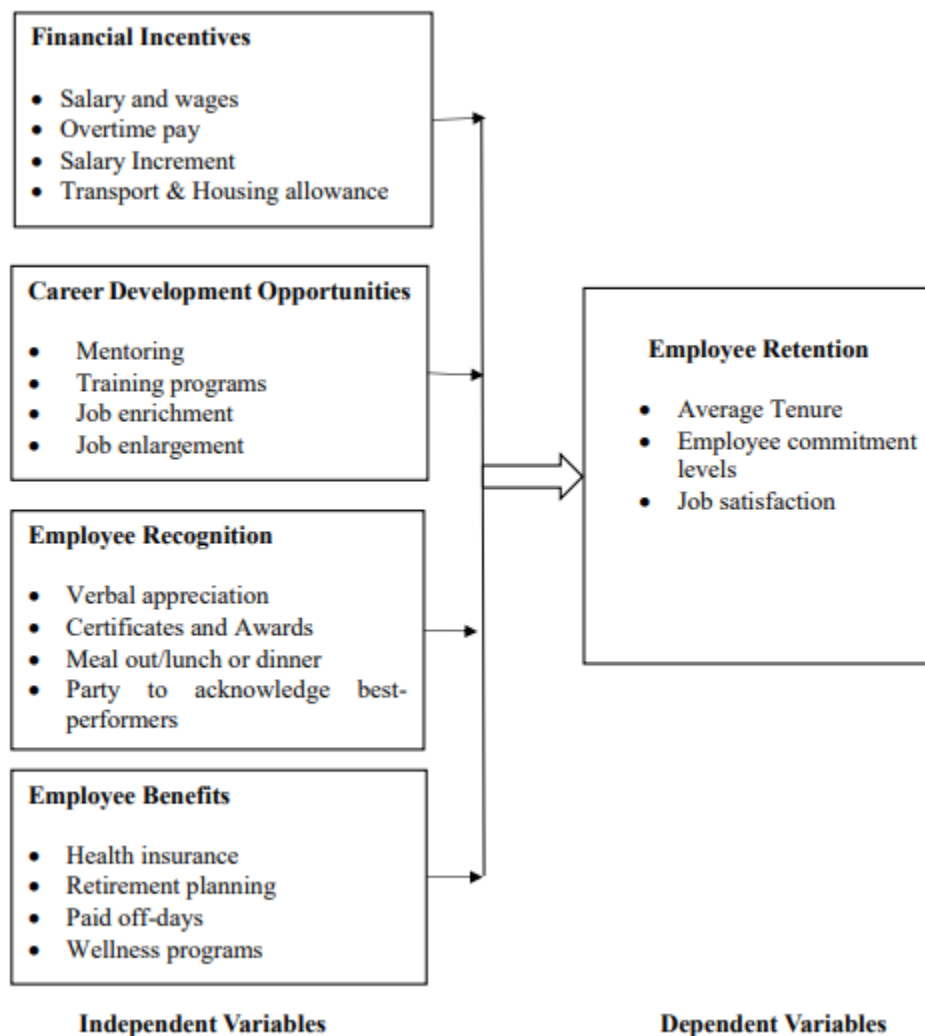 Financial Incentives
• Salary and wages
• Overtime pay
• Salary Increment
• Transport & Housing allowance
Career Development Opportunities
• Mentoring
• Training programs
• Job enrichment
• Job enlargement
Employee Recognition
• Verbal appreciation
• Certificates and Awards
• Meal out/lunch or dinner
• Party to acknowledge best-
performers
Employee Benefits
• Health insurance
• Retirement planning
• Paid off-days
• Wellness programs
Independent Variables
Employee Retention
• Average Tenure
• Employee commitment
levels
• Job satisfaction
Dependent Variables